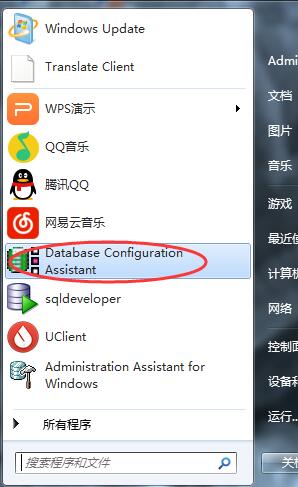 Windows Update
Translate Client
WPS演示
QQ音乐
腾讯QQ
网易云音乐
Database Configuration
Assistant
sqldeveloper
UClient
Administration Assistant for
Windows
所有程序
搜索程序和文件
Admi
文档
图片
音乐
游戏
最近使
计算机
网络
控制面
设备和
运行...
关机